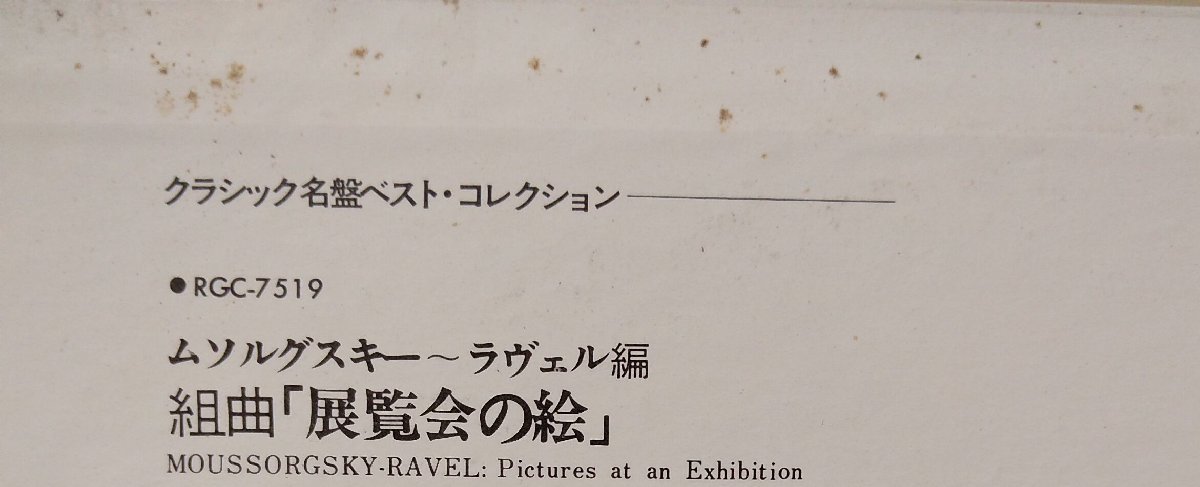 クラシック名盤ベスト・コレクション
●RGC-7519
ムソルグスキー～ラヴェル編
組曲「展覧会の絵」
MOUSSORGSKY-RAVEL: Pictures at an Exhibition